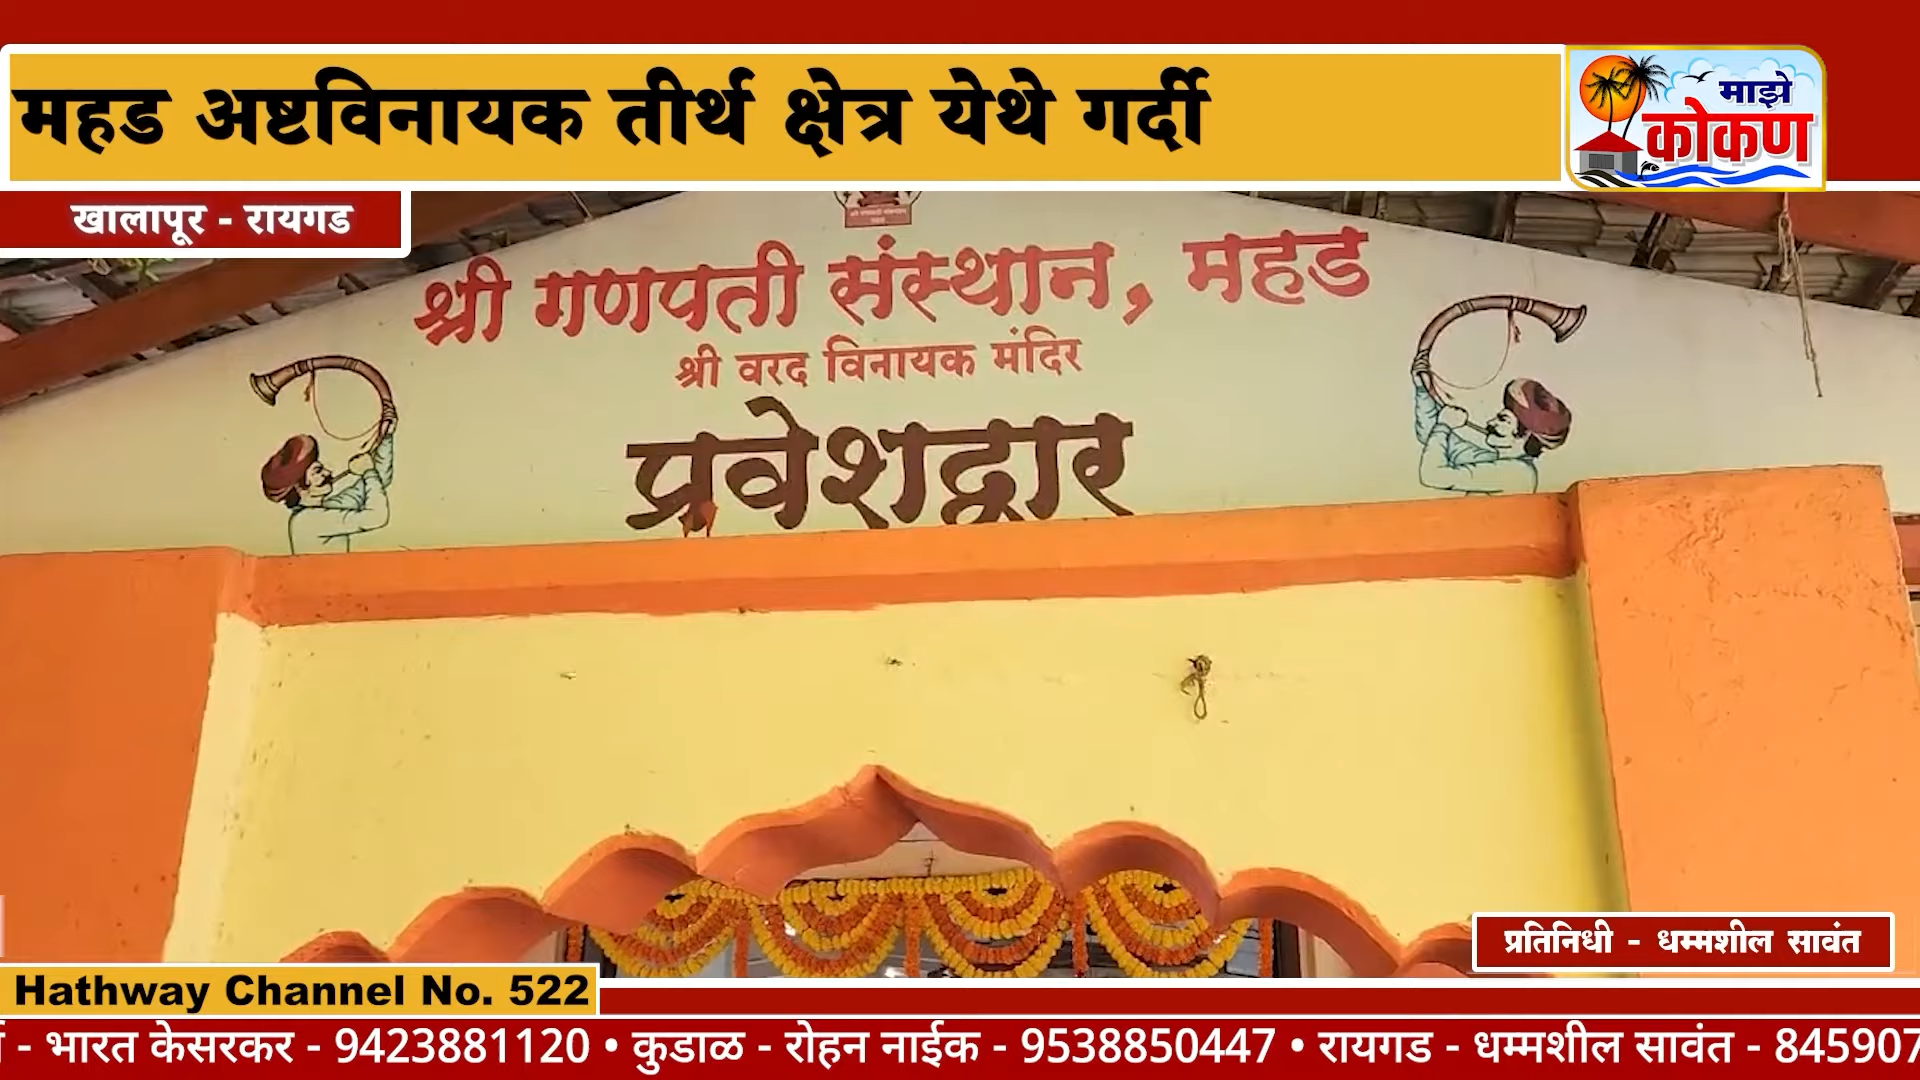 महड अष्टविनायक तीर्थ क्षेत्र येथे गर्दी
माझे
कोकण
खालापूर - रायगड
श्री गणपती संस्थान, महड
श्री वरद विनायक मंदिर
प्रवेशद्वार
प्रतिनिधी - धम्मशील सावंत
Hathway Channel No. 522
- भारत केसरकर - 9423881120 • कुडाळ - रोहन नाईक - 9538850447 • रायगड - धम्मशील सावंत - 845907